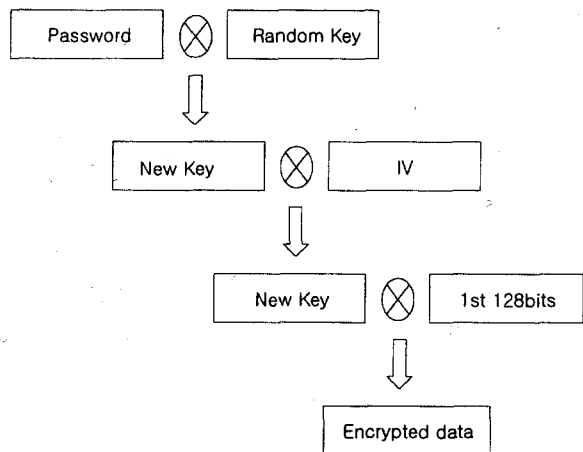 Password
Random Key
New Key
IV
New Key
1st 128bits
Encrypted data